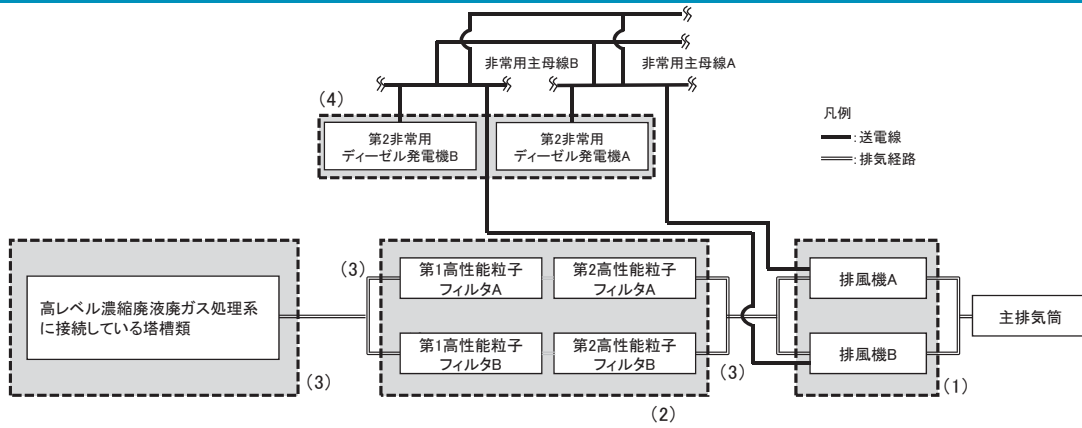 非常用主母線B
非常用主母線A
(4)
第2非常用
ディーゼル発電機B
第2非常用
ディーゼル発電機A
凡例
:送電線
:排気経路
高レベル濃縮廃液廃ガス処理系
に接続している塔槽類
(3)
(3)
第1高性能粒子
フィルタA
第2高性能粒子
フィルタA
第1高性能粒子
フィルタB
第2高性能粒子
フィルタB
(3)
(2)
排風機A
排風機B
(1)
主排気筒